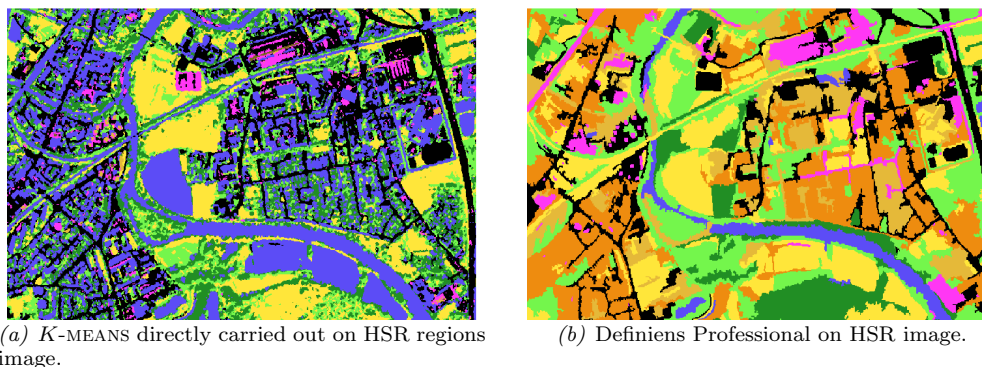 (a) K-MEANS directly carried out on HSR regions
image.
(b) Definiens Professional on HSR image.